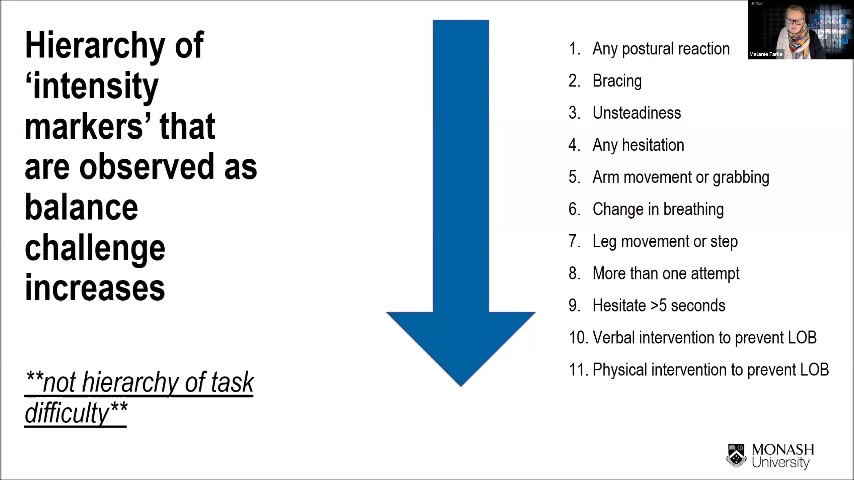 Hierarchy of
‘intensity
markers’ that
are observed as
balance
challenge
increases
**not hierarchy of task
difficulty**
1. Any postural reaction
2. Bracing
3. Unsteadiness
4. Any hesitation
5. Arm movement or grabbing
6. Change in breathing
7. Leg movement or step
8. More than one attempt
9. Hesitate >5 seconds
10. Verbal intervention to prevent LOB
11. Physical intervention to prevent LOB
MONASH
University